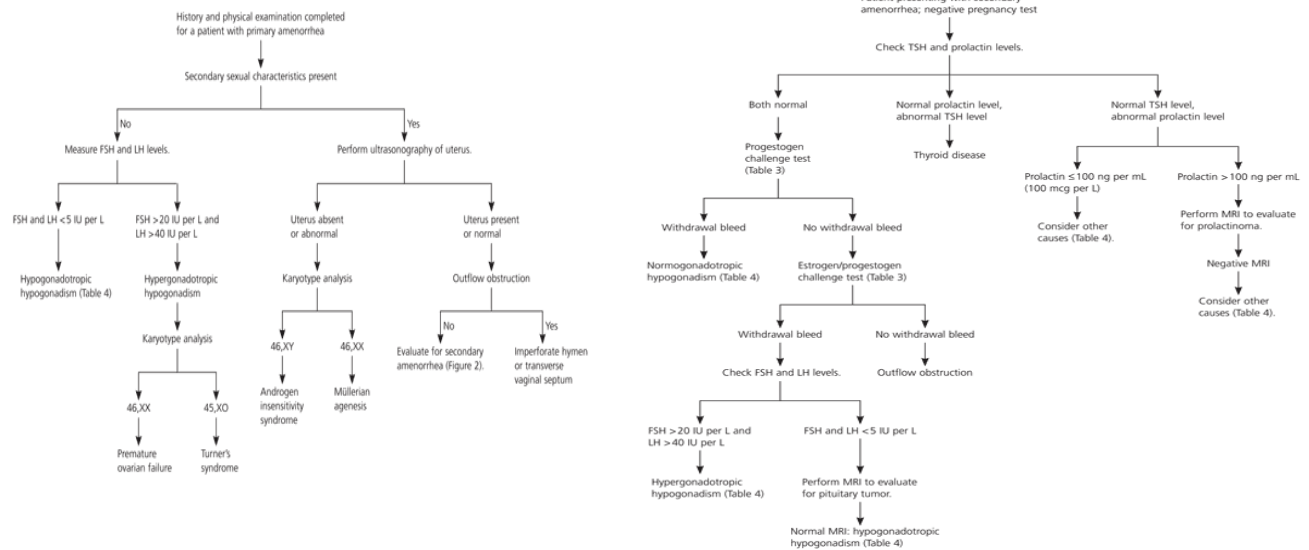 History and physical examination completed
for a patient with primary amenorrhea
Secondary sexual characteristics present
No
Yes
Measure FSH and LH levels.
Perform ultrasonography of uterus.
FSH and LH <5 IU per L
FSH >20 IU per L and
LH >40 IU per L
Uterus absent
or abnormal
Uterus present
or normal
Hypogonadotropic
hypogonadism (Table 4)
Hypergonadotropic
hypogonadism
Karyotype analysis
Outflow obstruction
Karyotype analysis
46,XY
46,XX
No
Yes
Evaluate for secondary
amenorrhea (Figure 2).
Imperforate hymen
or transverse
vaginal septum
Androgen
insensitivity
syndrome
Müllerian
agenesis
46,XX
45,XO
Premature
ovarian failure
Turner's
syndrome
Patient presenting with secondary
amenorrhea; negative pregnancy test
Check TSH and prolactin levels.
Both normal
Normal prolactin level,
abnormal TSH level
Normal TSH level,
abnormal prolactin level
Progestogen
challenge test
(Table 3)
Thyroid disease
Prolactin ≤100 ng per mL
(100 mcg per L)
Prolactin >100 ng per mL
Consider other
causes (Table 4).
Perform MRI to evaluate
for prolactinoma.
Withdrawal bleed
No withdrawal bleed
Negative MRI
Normogonadotropic
hypogonadism (Table 4)
Estrogen/progestogen
challenge test (Table 3)
Consider other
causes (Table 4).
Withdrawal bleed
No withdrawal bleed
Check FSH and LH levels.
Outflow obstruction
FSH >20 IU per L and
LH >40 IU per L
FSH and LH <5 IU per L
Hypergonadotropic
hypogonadism (Table 4)
Perform MRI to evaluate
for pituitary tumor.
Normal MRI: hypogonadotropic
hypogonadism (Table 4)